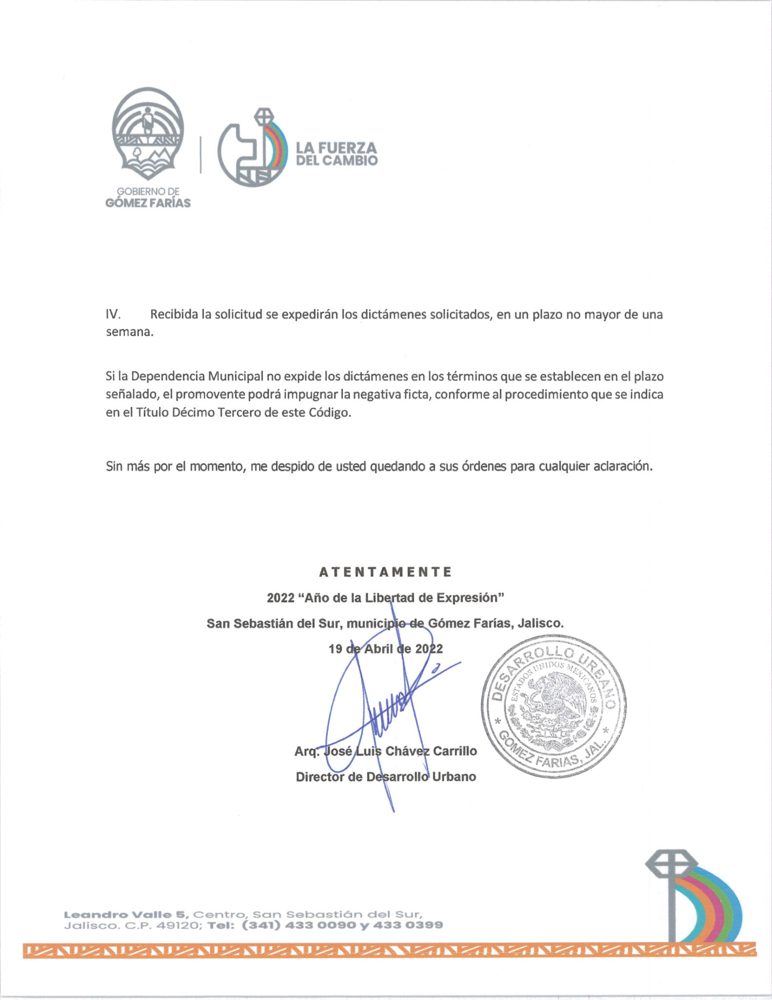 GOBIERNO DE
GÓMEZ FARÍAS
LA FUERZA
DEL CAMBIO
IV. Recibida la solicitud se expedirán los dictámenes solicitados, en un plazo no mayor de una
semana.
Si la Dependencia Municipal no expide los dictámenes en los términos que se establecen en el plazo
señalado, el promovente podrá impugnar la negativa ficta, conforme al procedimiento que se indica
en el Título Décimo Tercero de este Código.
Sin más por el momento, me despido de usted quedando a sus órdenes para cualquier aclaración.
ATENTAMENTE
2022 “Año de la Libertad de Expresión”
San Sebastián del Sur, municipio de Gómez Farías, Jalisco.
19 de Abril de 2022
DESARROLLO URBANO
ESTADOS UNIDOS MEXICANOS
* GOMEZ FARIAS, JAL. *
Arq. José Luis Chávez Carrillo
Director de Desarrollo Urbano
Leandro Valle 5, Centro, San Sebastián del Sur,
Jalisco. C.P. 49120; Tel: (341) 433 0090 y 433 0399